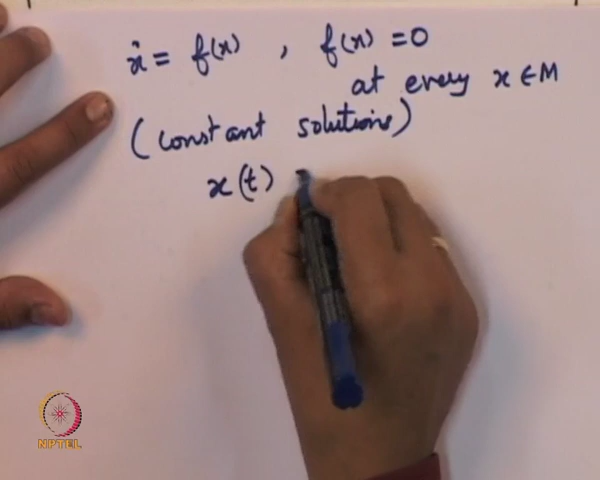 ẋ = f(x) , f(x) = 0
at every x ∈ M
(constant solutions)
x(t)
NPTEL